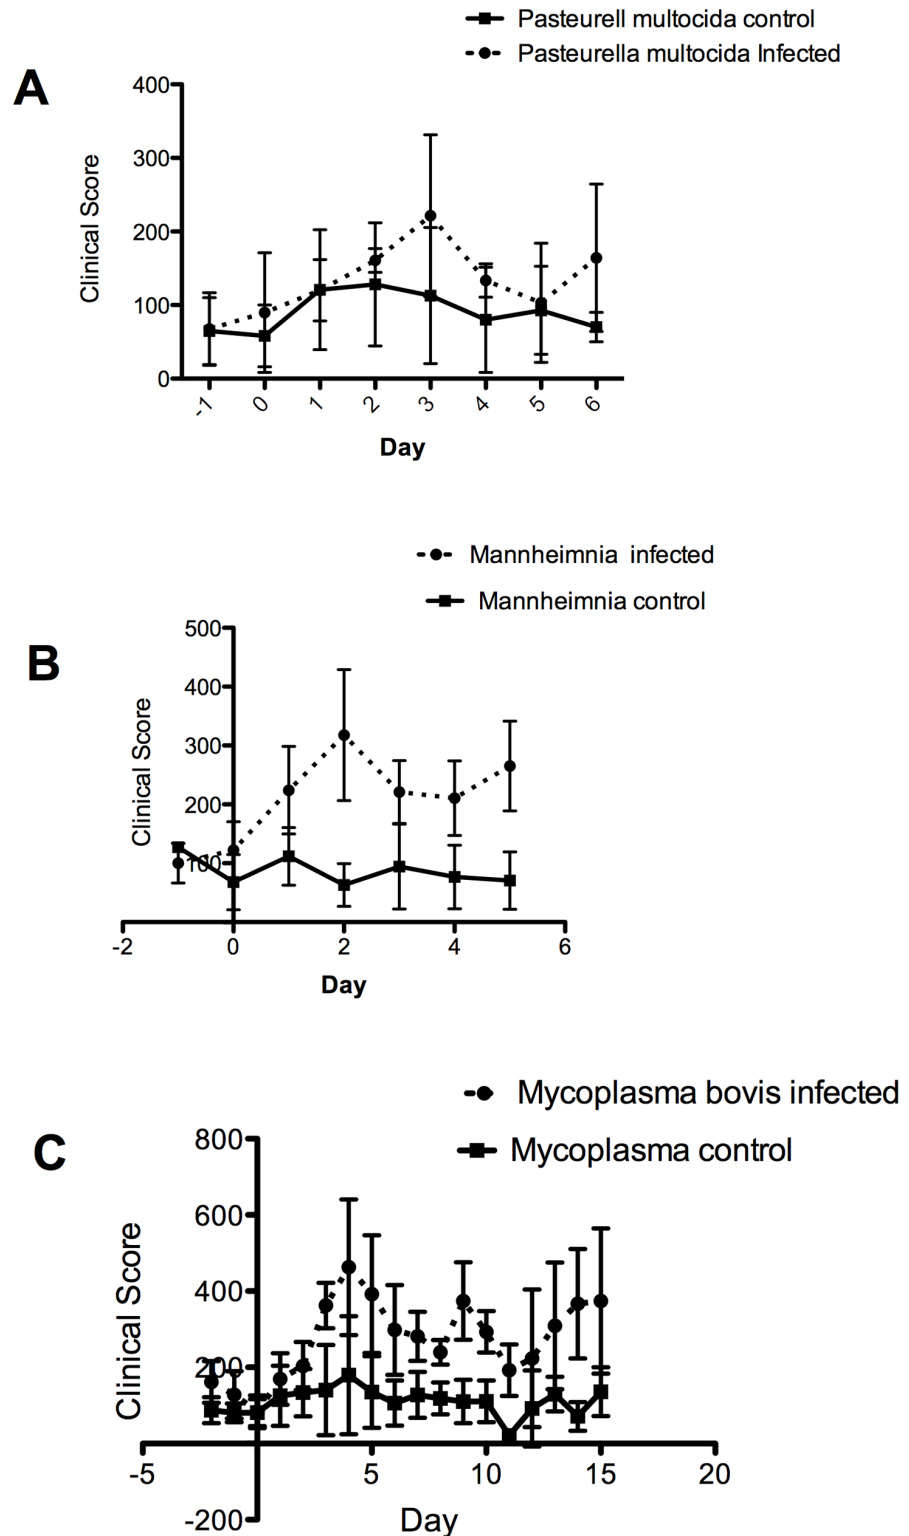 Pasteurell multocida control
Pasteurella multocida Infected
A
400
300
200
100
0
Clinical Score
-1 0 1 2 3 4 5 6
Day
Mannheimnia infected
Mannheimnia control
B
500
400
300
200
100
Clinical Score
-2 0 2 4 6
Day
Mycoplasma bovis infected
Mycoplasma control
C
800
600
400
200
-200
Clinical Score
-5 5 10 15 20
Day